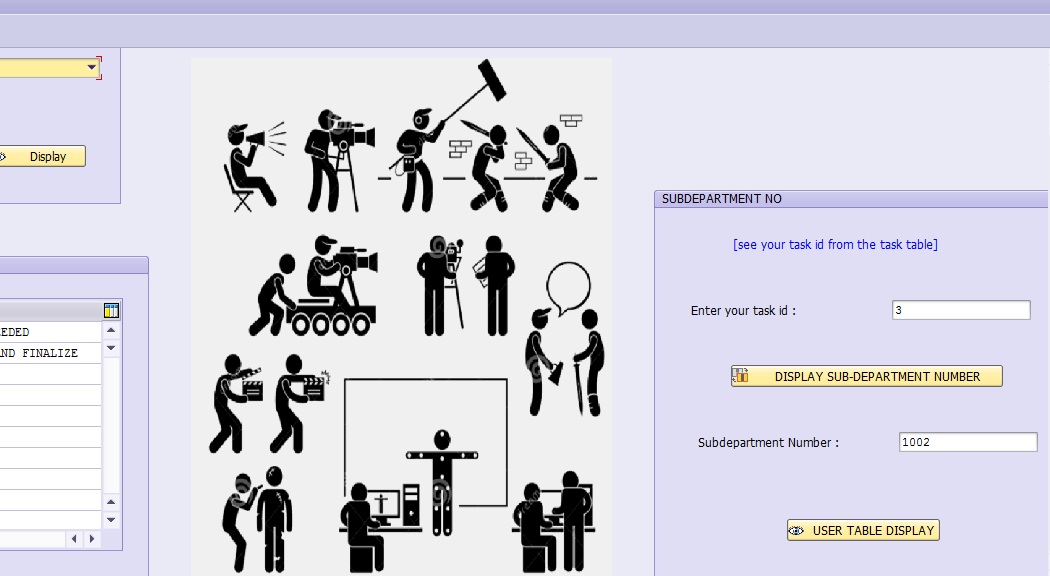 Display
EDED
ND FINALIZE
SUBDEPARTMENT NO
[see your task id from the task table]
Enter your task id :
3
DISPLAY SUB-DEPARTMENT NUMBER
Subdepartment Number :
1002
USER TABLE DISPLAY